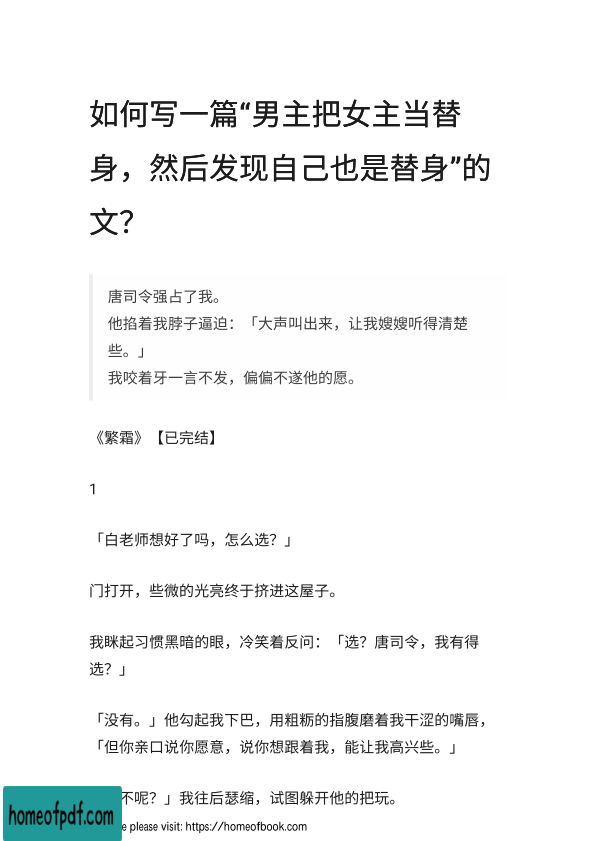 如何写一篇“男主把女主当替
身，然后发现自己也是替身”的
文？
唐司令强占了我。
他掐着我脖子逼迫：「大声叫出来，让我嫂嫂听得清楚
些。」
我咬着牙一言不发，偏偏不遂他的愿。
《繁霜》【已完结】
1
「白老师想好了吗，怎么选？」
门打开，些微的光亮终于挤进这屋子。
我眯起习惯黑暗的眼，冷笑着反问：「选？唐司令，我有得
选？」
「没有。」他勾起我下巴，用粗粝的指腹磨着我干涩的嘴唇，
「但你亲口说你愿意，说你想跟着我，能让我高兴些。」
不呢？」我往后瑟缩，试图躲开他的把玩。
homeofpdf.com
please visit: https://homeofbook.com